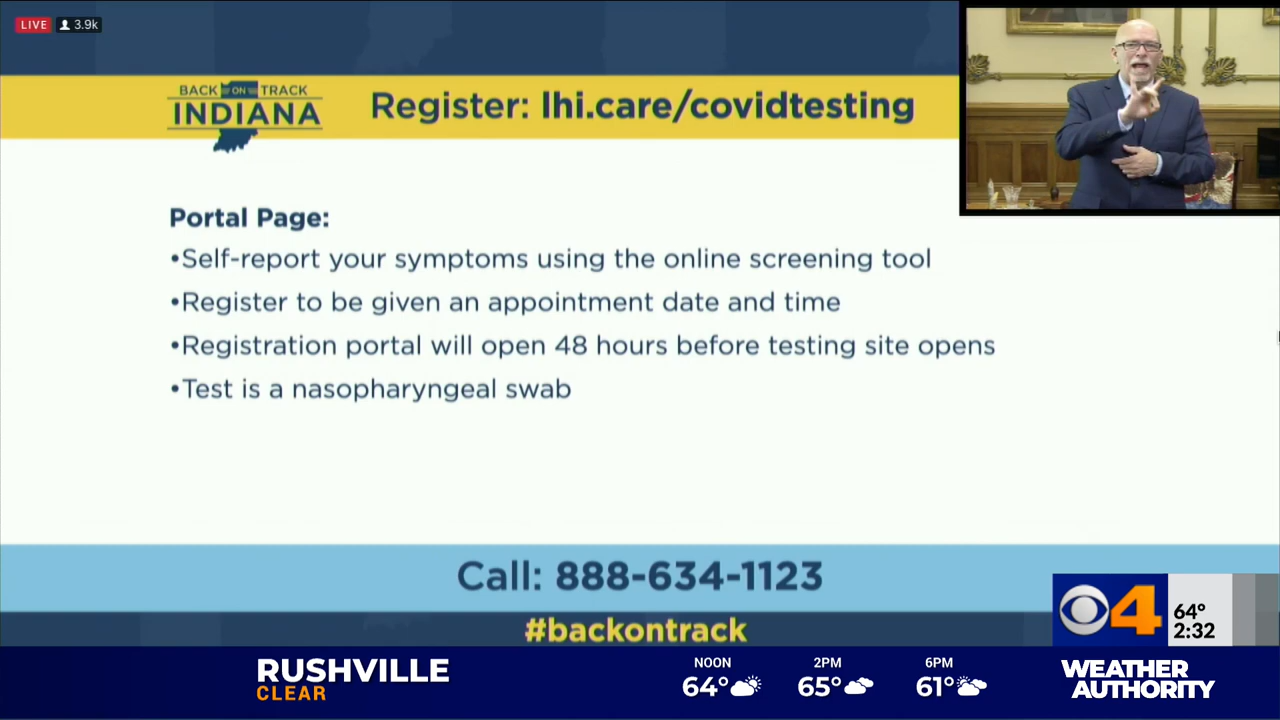 LIVE 3.9k
BACK ON TRACK
INDIANA
Register: lhi.care/covidtesting
Portal Page:
•Self-report your symptoms using the online screening tool
•Register to be given an appointment date and time
•Registration portal will open 48 hours before testing site opens
•Test is a nasopharyngeal swab
Call: 888-634-1123
#backontrack
4
64°
2:32
RUSHVILLE
CLEAR
NOON
64°
2PM
65°
6PM
61°
WEATHER
AUTHORITY